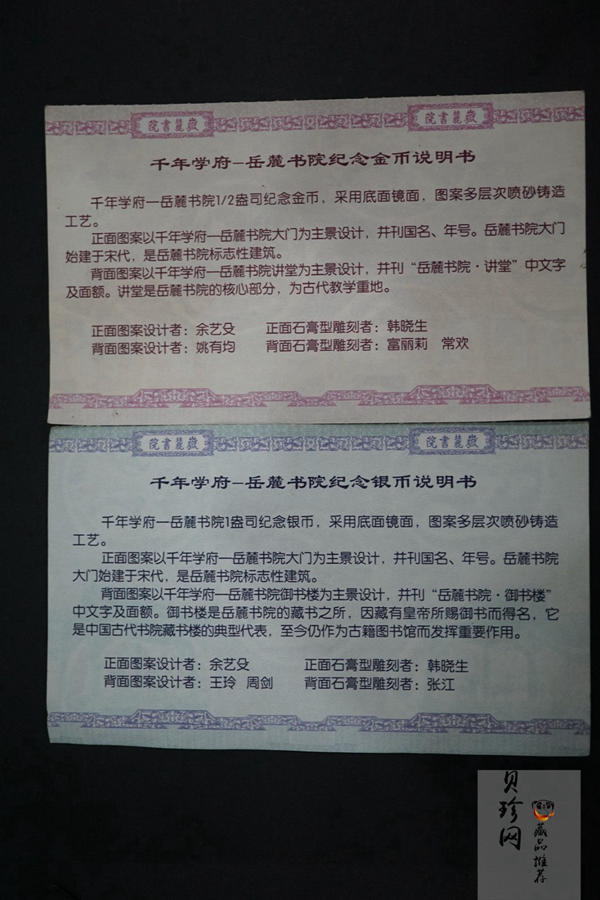 院書麓嶽
院書麓嶽
千年学府－岳麓书院纪念金币说明书
千年学府—岳麓书院1/2盎司纪念金币，采用底面镜面，图案多层次喷砂铸造
工艺。
正面图案以千年学府—岳麓书院大门为主景设计，并刊国名、年号。岳麓书院大门
始建于宋代，是岳麓书院标志性建筑。
背面图案以千年学府—岳麓书院讲堂为主景设计，并刊“岳麓书院·讲堂”中文字
及面额。讲堂是岳麓书院的核心部分，为古代教学重地。
正面图案设计者：余艺殳 正面石膏型雕刻者：韩晓生
背面图案设计者：姚有均 背面石膏型雕刻者：富丽莉 常欢
院書麓嶽
院書麓嶽
千年学府－岳麓书院纪念银币说明书
千年学府—岳麓书院1盎司纪念银币，采用底面镜面，图案多层次喷砂铸造
工艺。
正面图案以千年学府—岳麓书院大门为主景设计，并刊国名、年号。岳麓书院
大门始建于宋代，是岳麓书院标志性建筑。
背面图案以千年学府—岳麓书院御书楼为主景设计，并刊“岳麓书院·御书楼”
中文字及面额。御书楼是岳麓书院的藏书之所，因藏有皇帝所赐御书而得名，它
是中国古代书院藏书楼的典型代表，至今仍作为古籍图书馆而发挥重要作用。
正面图案设计者：余艺殳 正面石膏型雕刻者：韩晓生
背面图案设计者：王玲 周剑 背面石膏型雕刻者：张江
贝珍网
藏品推荐